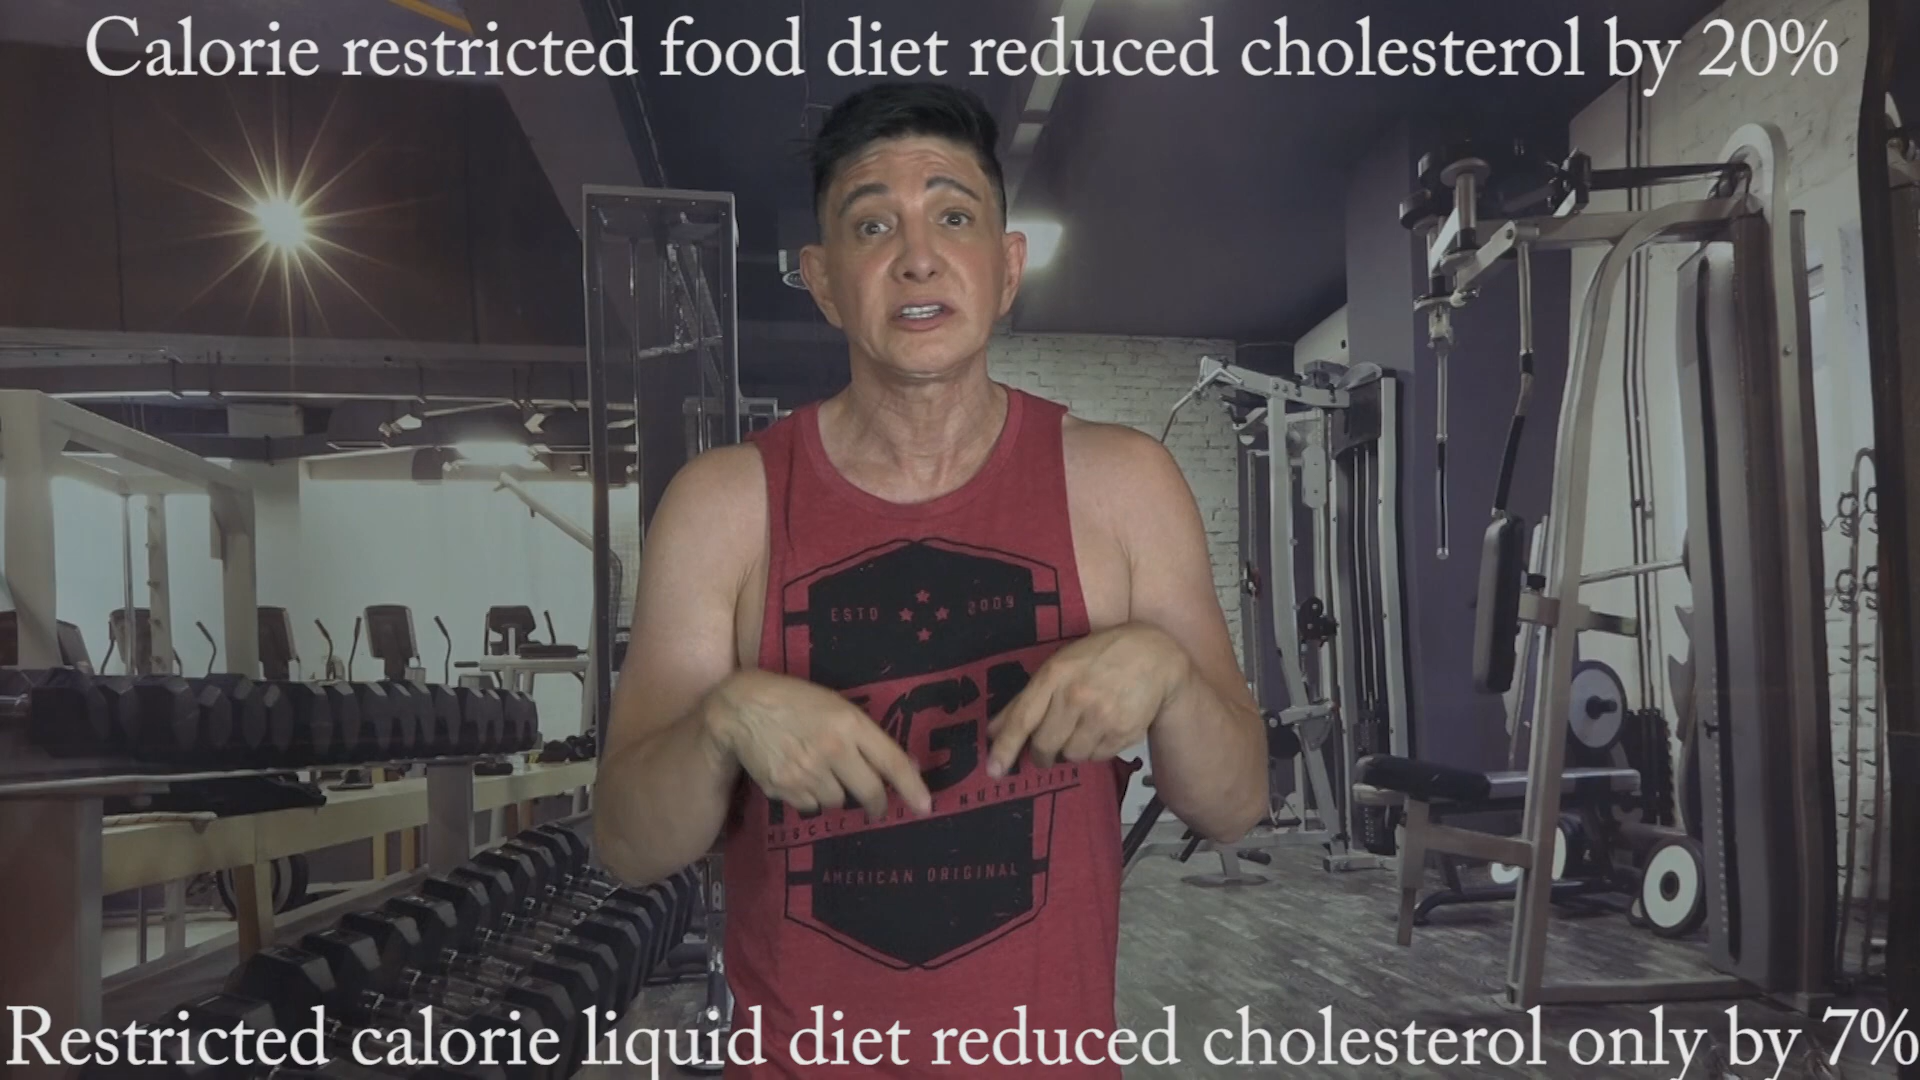 Calorie restricted food diet reduced cholesterol by 20%
ESTD 2009
NUTRITION
AMERICAN ORIGINAL
Restricted calorie liquid diet reduced cholesterol only by 7%